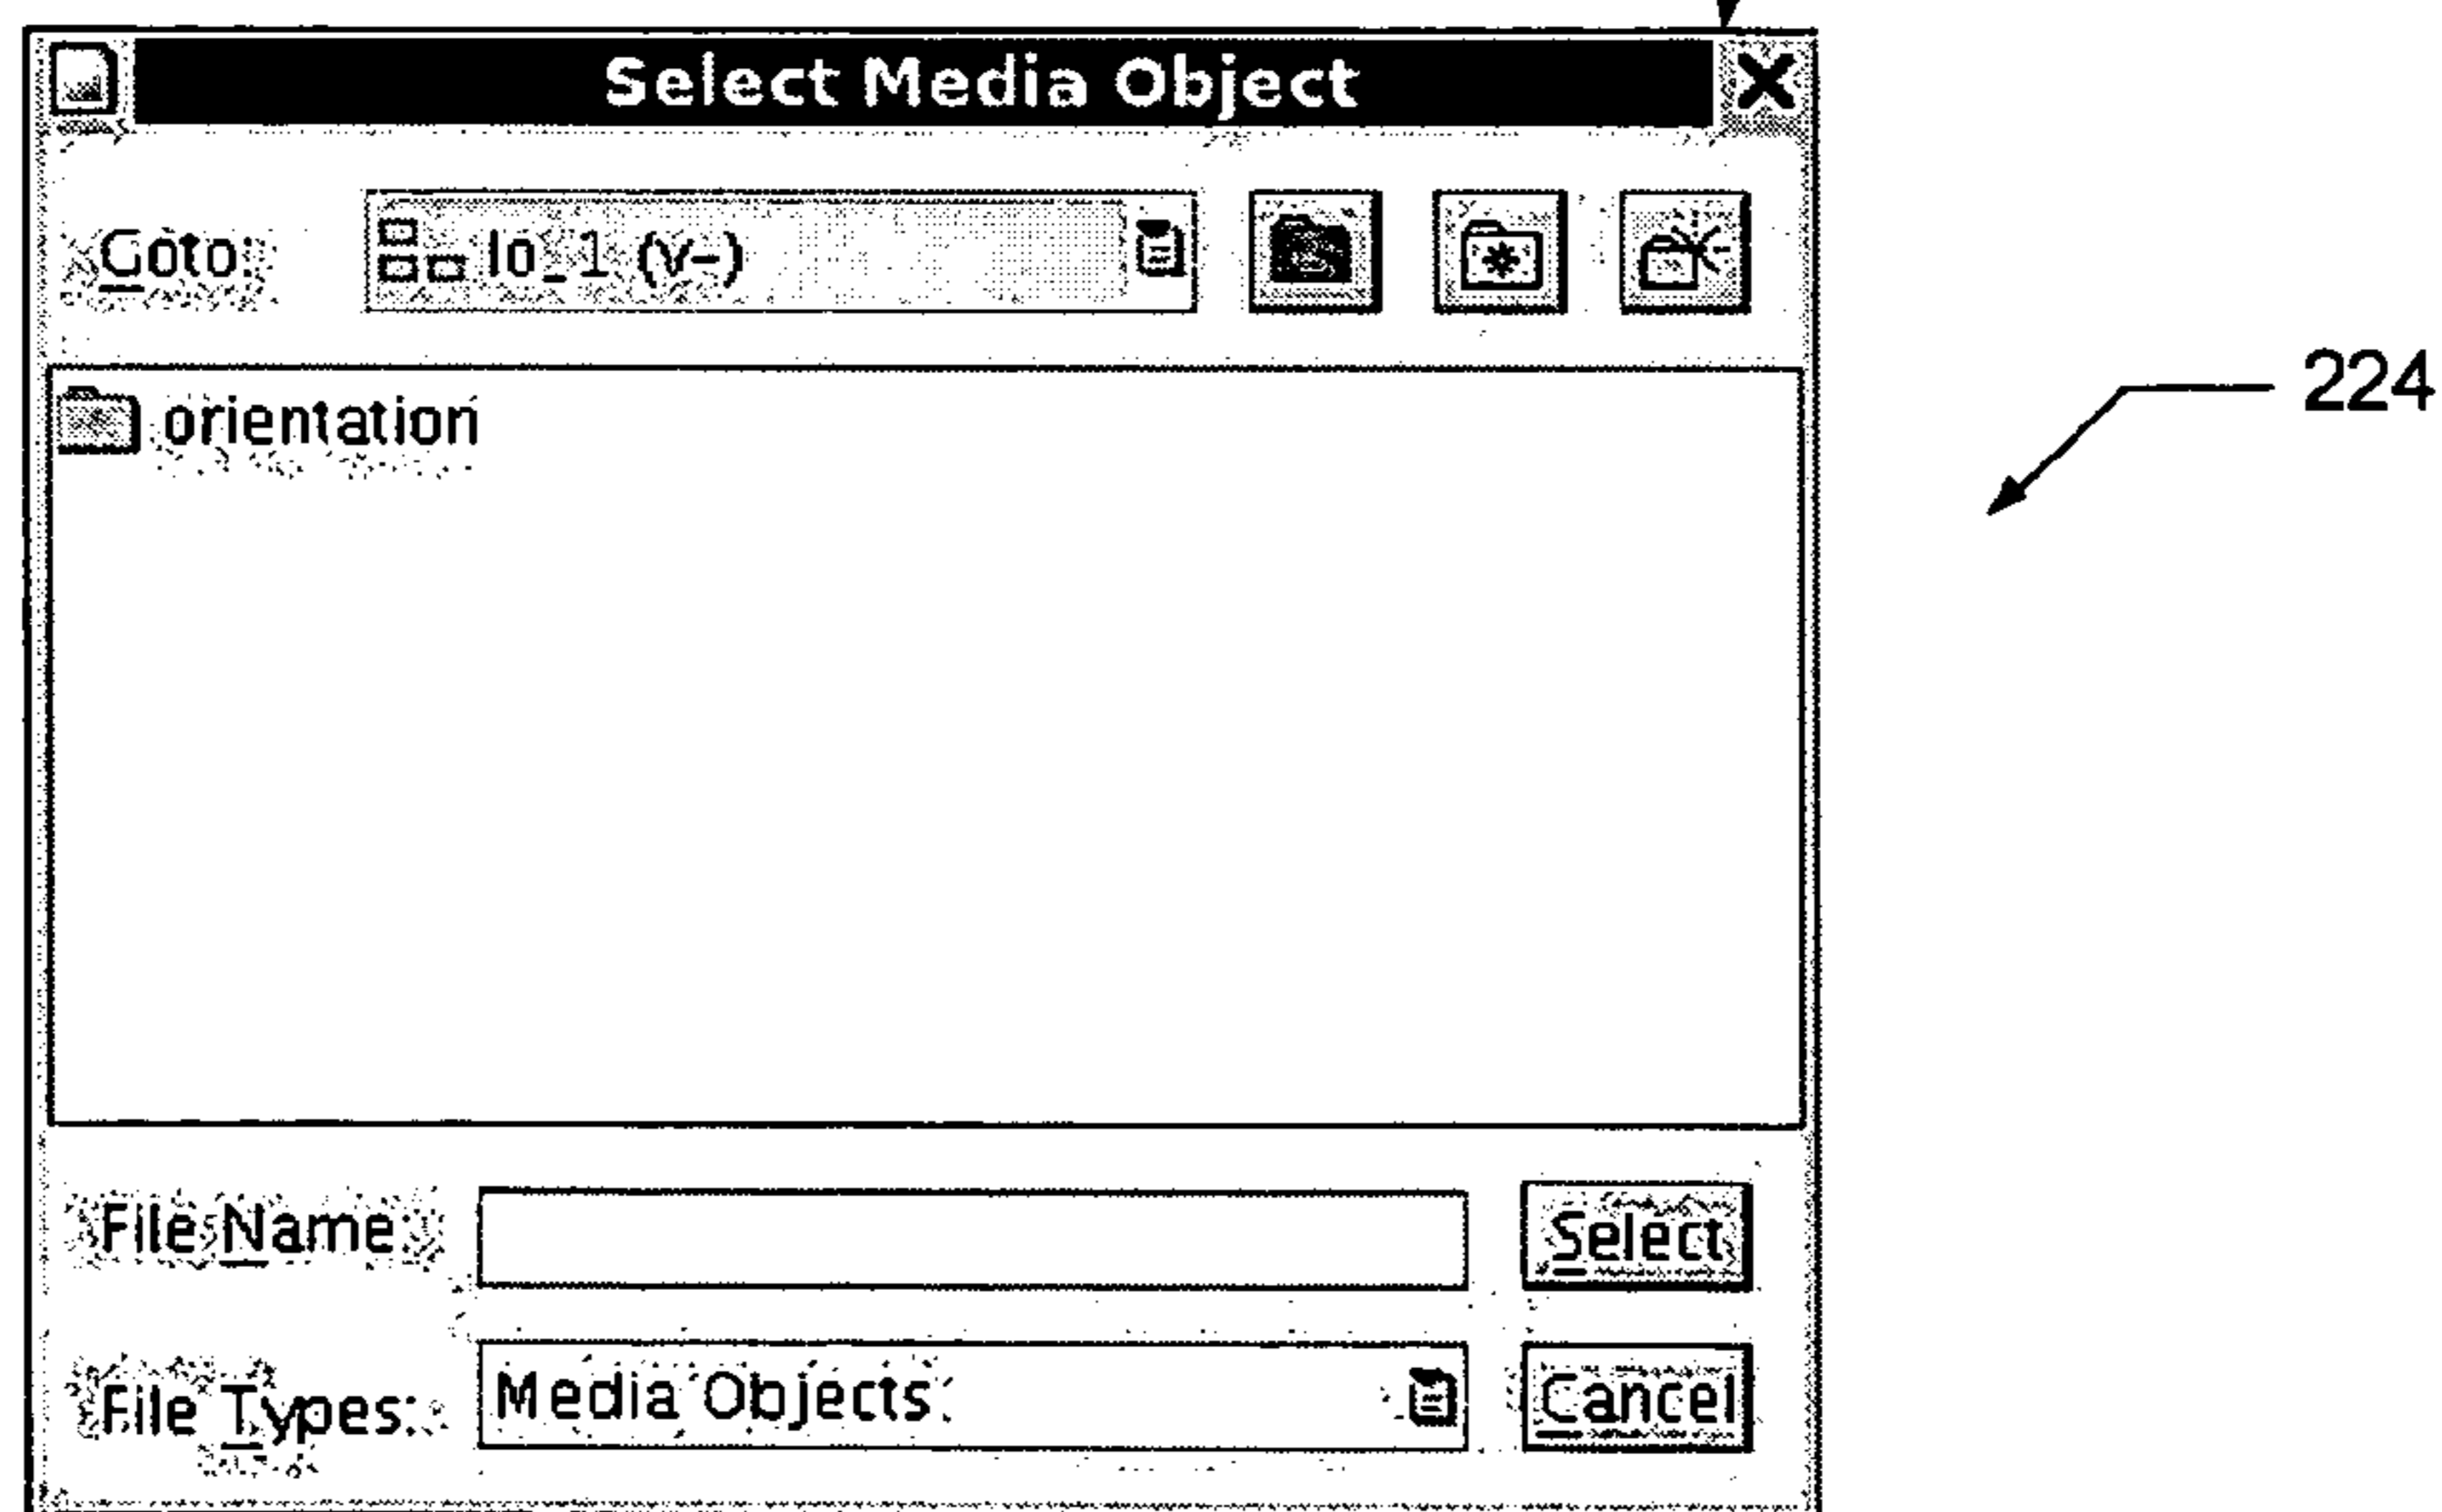 Select Media Object
Goto: lo_1 (v-)
224
orientation
File Name: Select
File Types: Media Objects Cancel